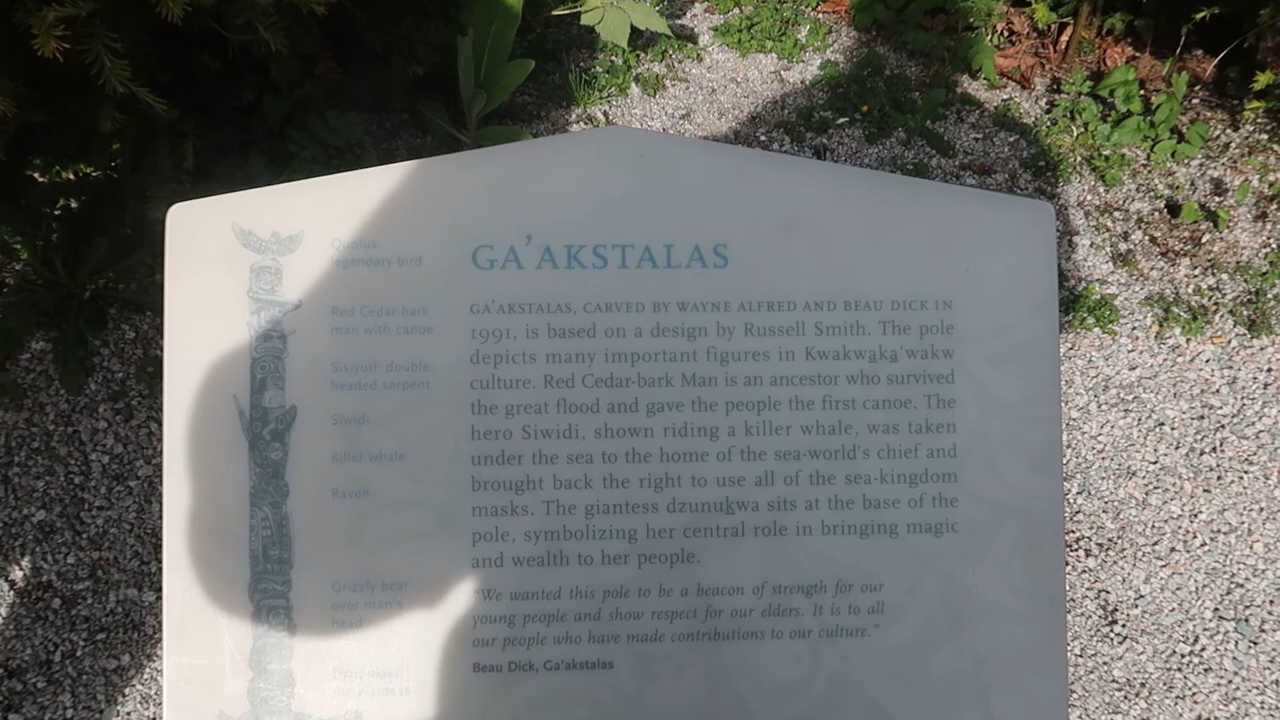 Quolus:
legendary bird
Red Cedar-bark
man with canoe
Sisiyutl: double-
headed serpent
Siwidi
Killer whale
Raven
Grizzly bear
over man's
head
the giantess
GA'AKSTALAS
GA'AKSTALAS, CARVED BY WAYNE ALFRED AND BEAU DICK IN
1991, is based on a design by Russell Smith. The pole
depicts many important figures in Kwakwa̲ka̲'wakw
culture. Red Cedar-bark Man is an ancestor who survived
the great flood and gave the people the first canoe. The
hero Siwidi, shown riding a killer whale, was taken
under the sea to the home of the sea-world's chief and
brought back the right to use all of the sea-kingdom
masks. The giantess dzunuk̲wa sits at the base of the
pole, symbolizing her central role in bringing magic
and wealth to her people.
"We wanted this pole to be a beacon of strength for our
young people and show respect for our elders. It is to all
our people who have made contributions to our culture."
Beau Dick, Ga'akstalas